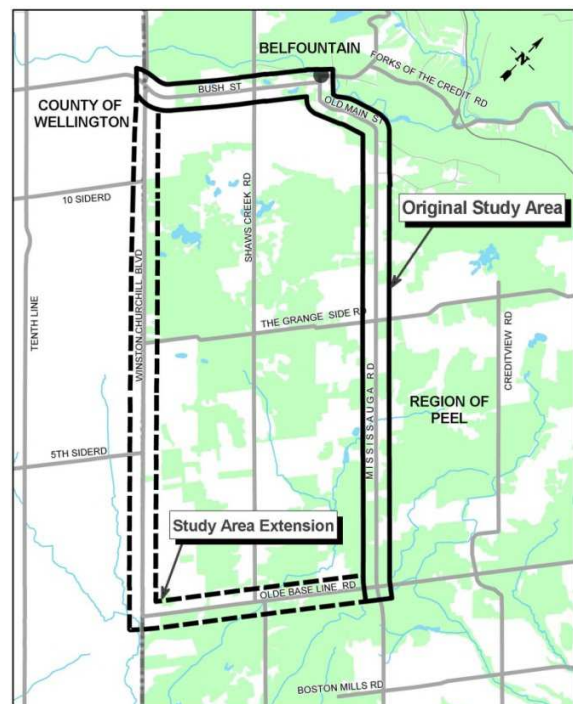 BELFOUNTAIN
N
FORKS OF THE CREDIT RD
BUSH ST
OLD MAIN ST
COUNTY OF
WELLINGTON
10 SIDERD
SHAWS CREEK RD
Original Study Area
WINSTON CHURCHILL BLVD
TENTH LINE
THE GRANGE SIDE RD
CREDITVIEW RD
MISSISSAUGA RD
REGION OF
PEEL
5TH SIDERD
Study Area Extension
OLDE BASE LINE RD
BOSTON MILLS RD